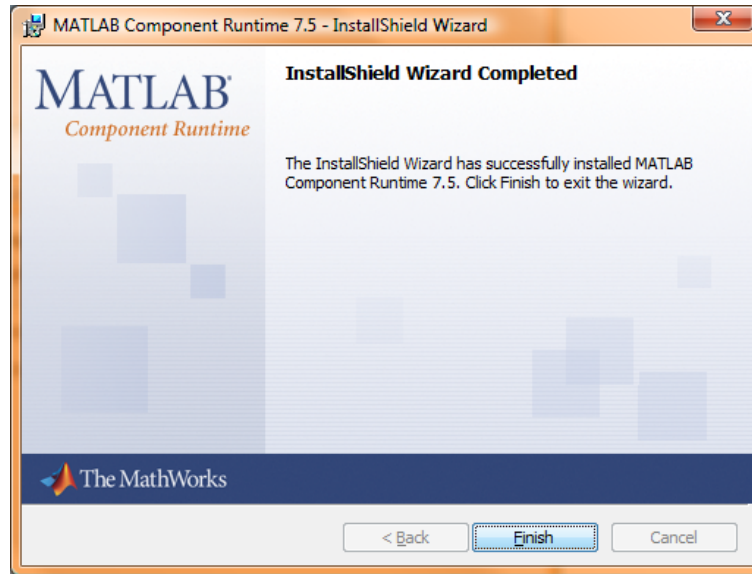 MATLAB Component Runtime 7.5 - InstallShield Wizard
MATLAB®
Component Runtime
InstallShield Wizard Completed
The InstallShield Wizard has successfully installed MATLAB
Component Runtime 7.5. Click Finish to exit the wizard.
The MathWorks
< Back
Finish
Cancel